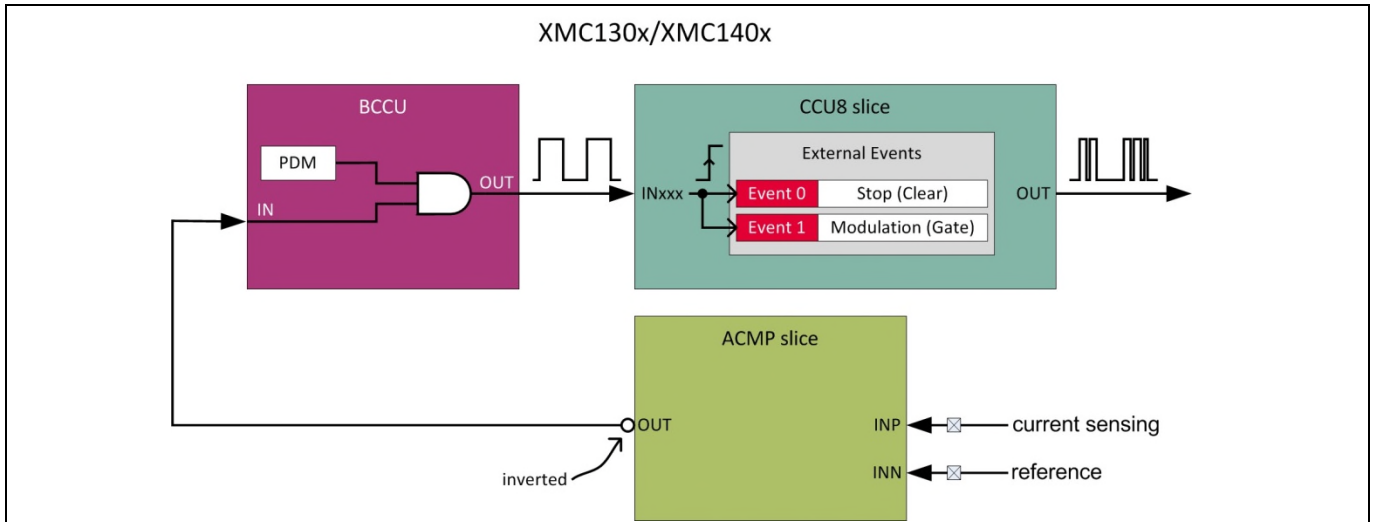 XMC130x/XMC140x
BCCU
PDM
IN
OUT
CCU8 slice
External Events
INxxx
Event 0 Stop (Clear)
Event 1 Modulation (Gate)
OUT
ACMP slice
OUT
inverted
INP current sensing
INN reference